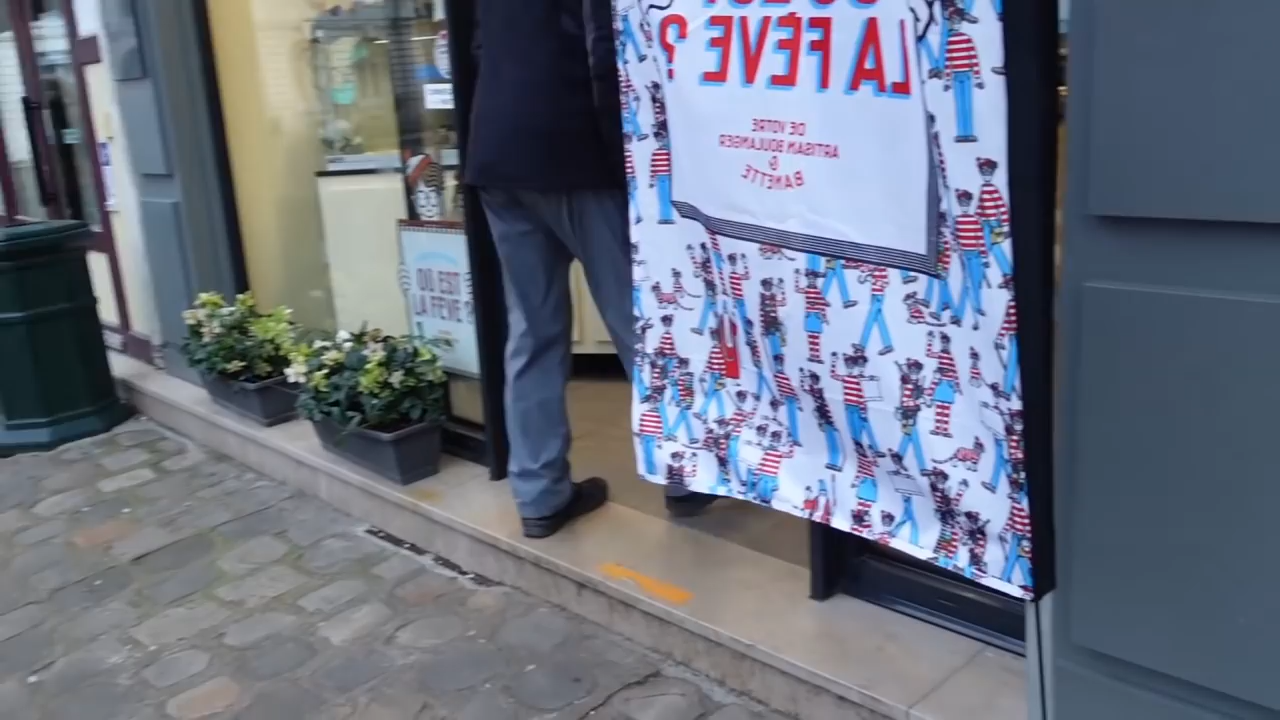 LA FÈVE ?
DE VOTRE
ARTISAN BOULANGER
&
BANETTE
OÙ EST
LA FÈVE ?